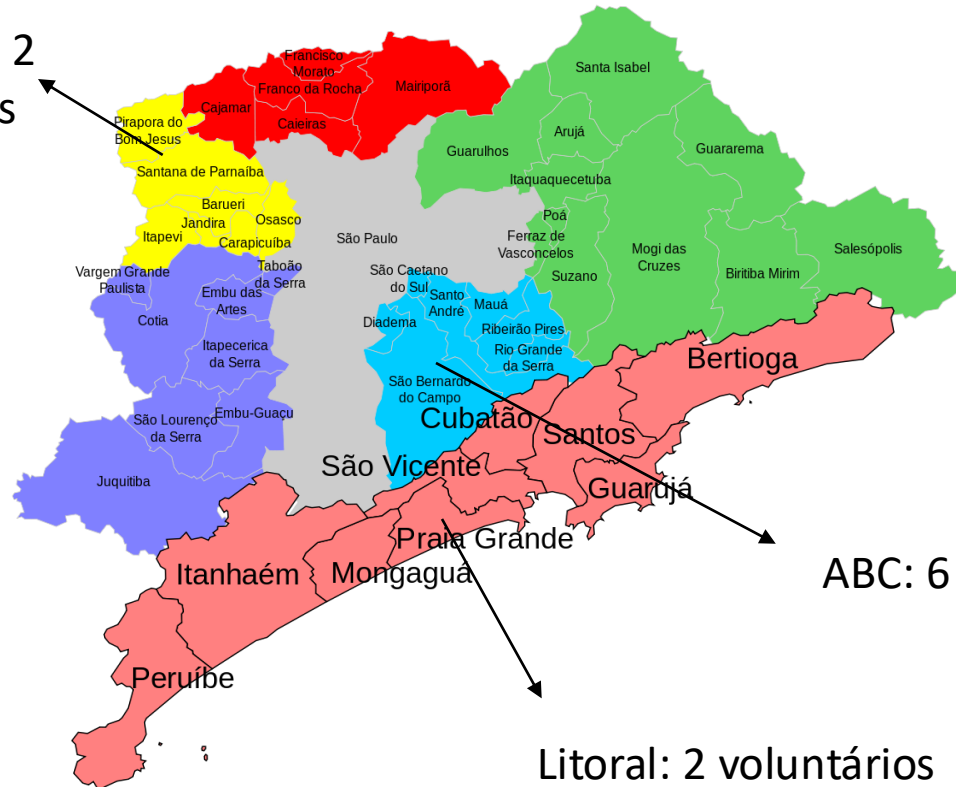 2
s
Francisco
Morato
Franco da Rocha
Mairiporã
Cajamar
Caieiras
Santa Isabel
Pirapora do
Bom Jesus
Arujá
Guarulhos
Guararema
Santana de Parnaíba
Itaquaquecetuba
Barueri
Jandira
Osasco
Itapevi
Carapicuíba
São Paulo
Poá
Ferraz de
Vasconcelos
Mogi das
Cruzes
Salesópolis
Suzano
Biritiba Mirim
Vargem Grande
Paulista
Taboão
da Serra
São Caetano
do Sul
Santo
André
Mauá
Embu das
Artes
Cotia
Diadema
Ribeirão Pires
Itapecerica
da Serra
Rio Grande
da Serra
Bertioga
São Bernardo
do Campo
Cubatão
São Lourenço
da Serra
Embu-Guaçu
Santos
São Vicente
Juquitiba
Guarujá
Praia Grande
Itanhaém
Mongaguá
ABC: 6
Peruíbe
Litoral: 2 voluntários